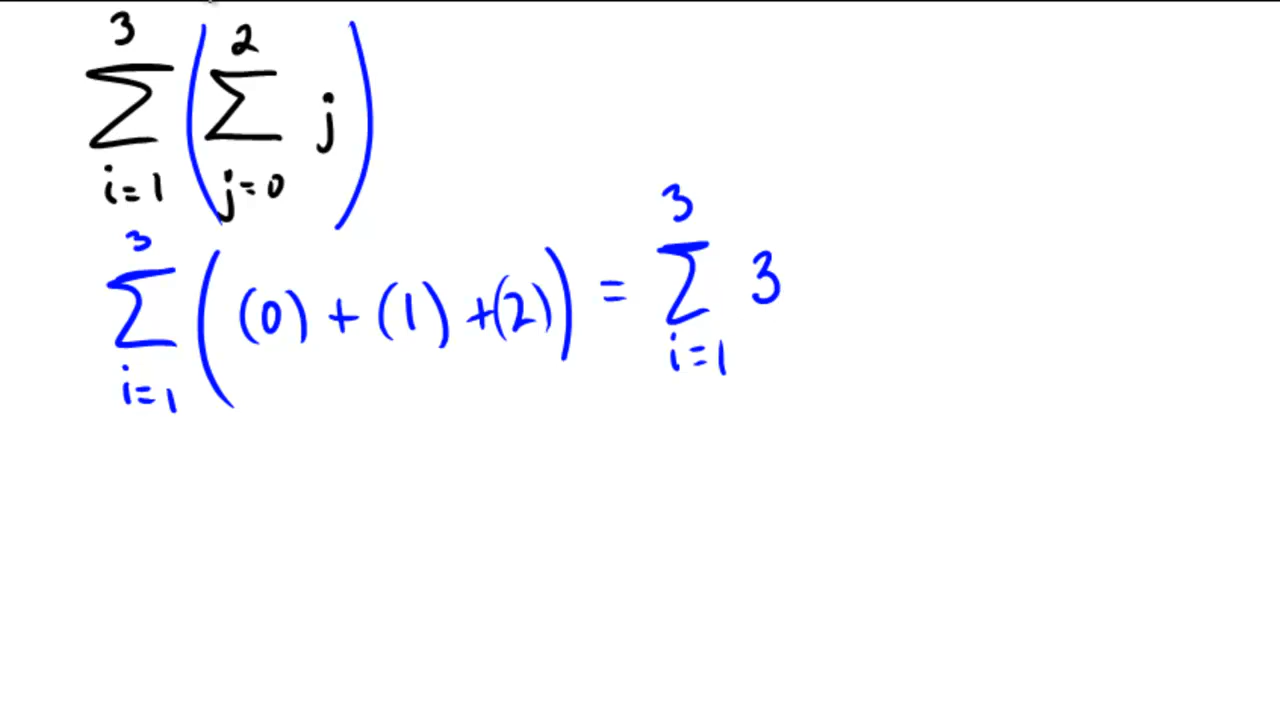 3 2
∑ ( ∑ j )
i=1 j=0
3 3
∑ ( (0) + (1) + (2) ) = ∑ 3
i=1 i=1